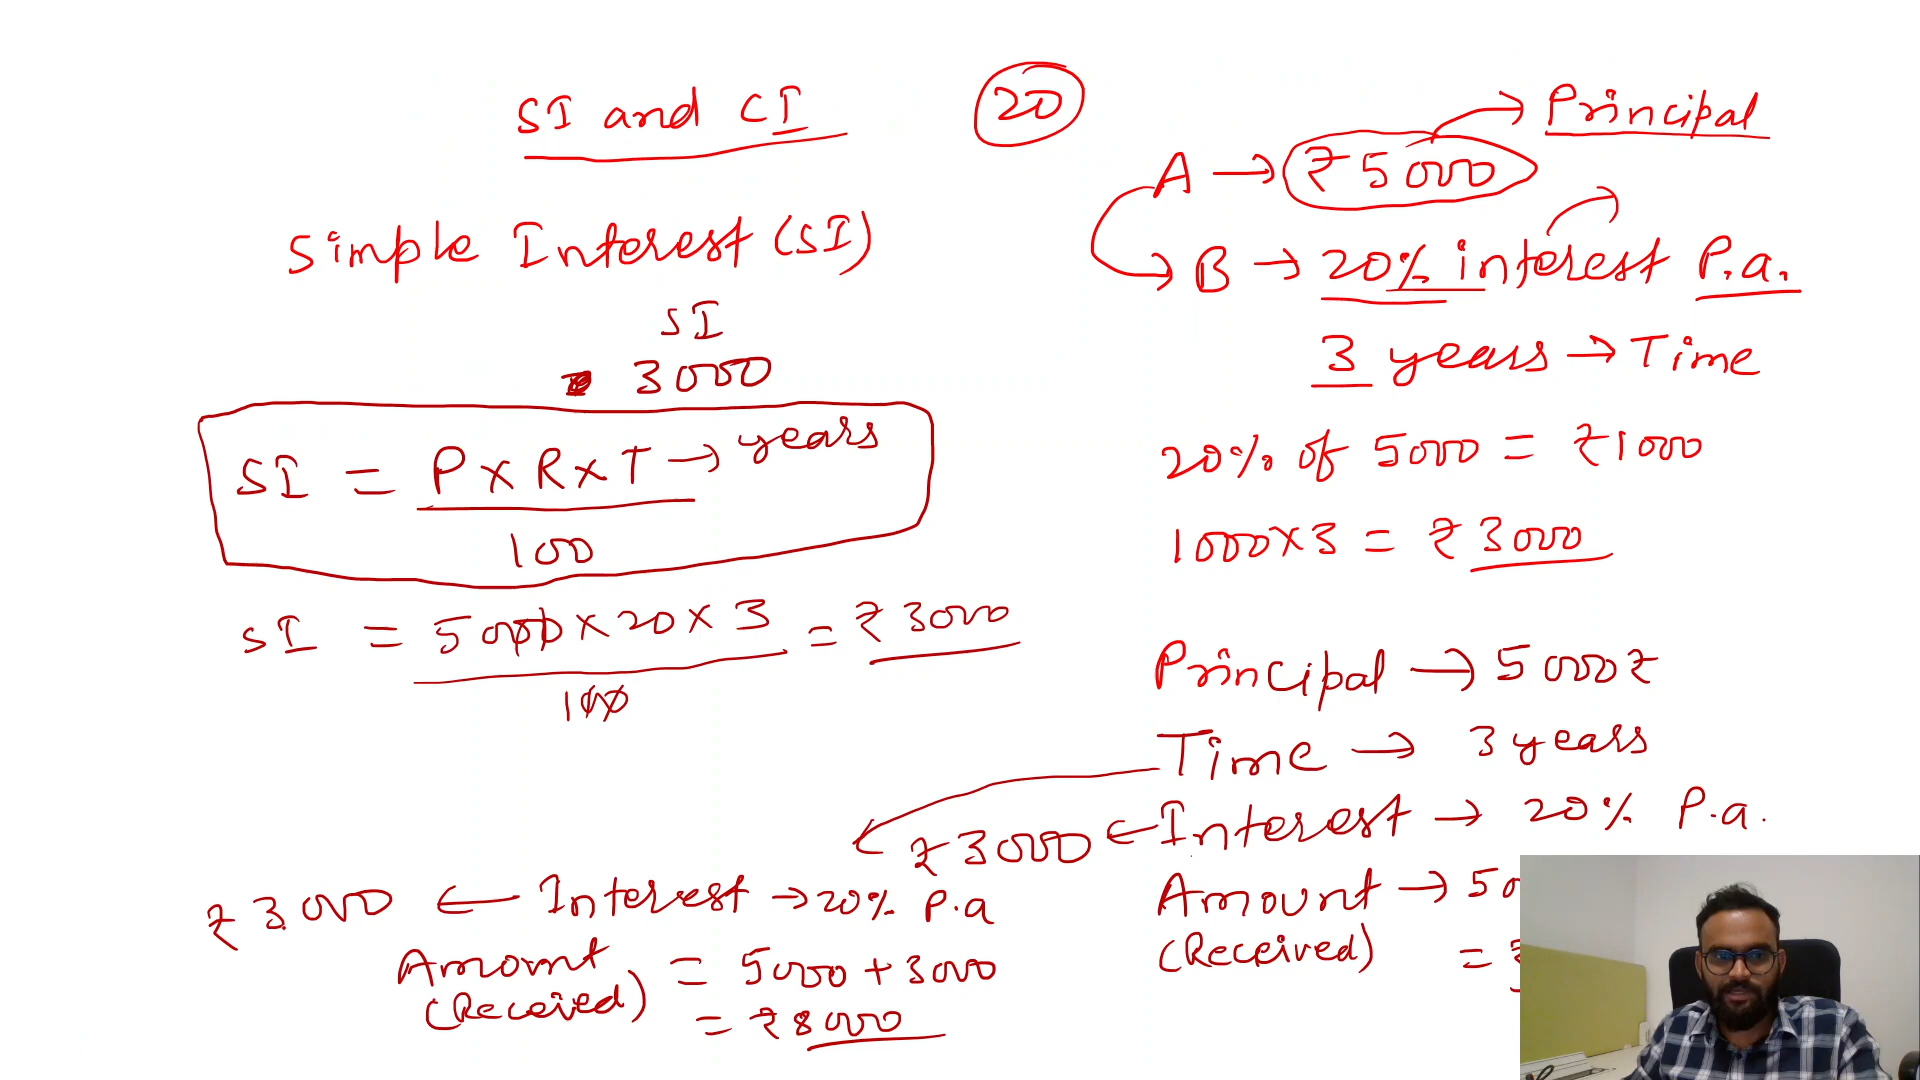 SI and CI
20
Simple Interest (SI)
SI
3000
SI = P x R x T → years
100
SI = 5000 x 20 x 3 = ₹3000
100
₹3000 ← Interest → 20% P.a
Amount = 5000 + 3000
(Received)
= ₹8000
Principal
A → ₹5000
B → 20% interest P.a.
3 years → Time
20% of 5000 = ₹1000
1000 x 3 = ₹3000
Principal → 5000₹
Time → 3 years
₹3000 ← Interest → 20% P.a.
Amount → 50
(Received) =